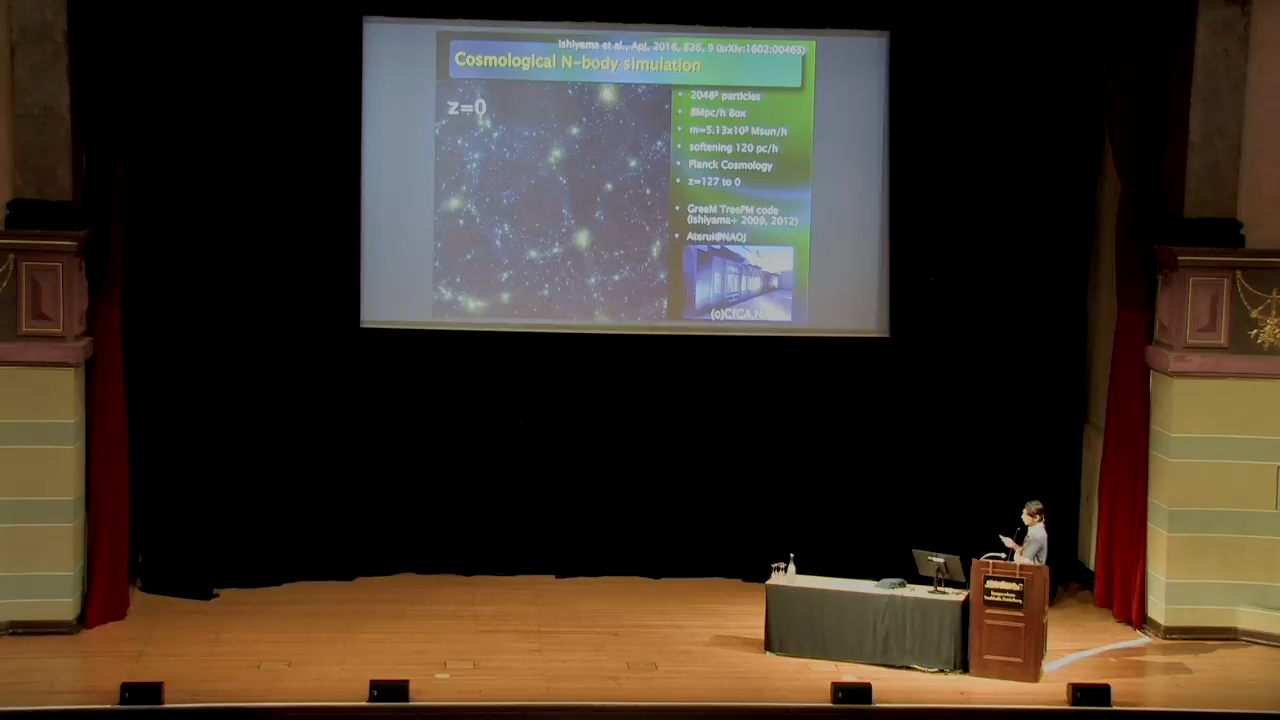 Ishiyama et al., ApJ, 2016, 826, 9 (arXiv:1602:00465)
Cosmological N-body simulation
z=0
• 2048³ particles
• 8Mpc/h Box
• m=5.13x10³ Msun/h
• softening 120 pc/h
• Planck Cosmology
• z=127 to 0
• GreeM TreePM code
(Ishiyama+ 2009, 2012)
• Aterui@NAOJ
(c)CfCA,N